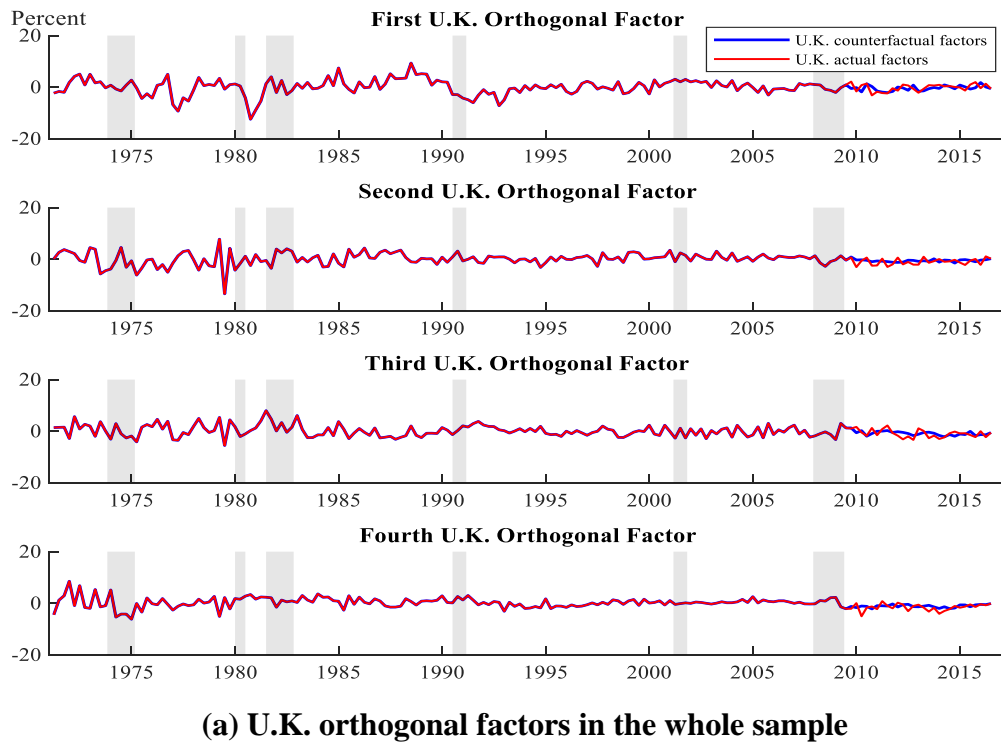 Percent
First U.K. Orthogonal Factor
U.K. counterfactual factors
U.K. actual factors
20
0
-20
1975 1980 1985 1990 1995 2000 2005 2010 2015
Second U.K. Orthogonal Factor
20
0
-20
1975 1980 1985 1990 1995 2000 2005 2010 2015
Third U.K. Orthogonal Factor
20
0
-20
1975 1980 1985 1990 1995 2000 2005 2010 2015
Fourth U.K. Orthogonal Factor
20
0
-20
1975 1980 1985 1990 1995 2000 2005 2010 2015
(a) U.K. orthogonal factors in the whole sample